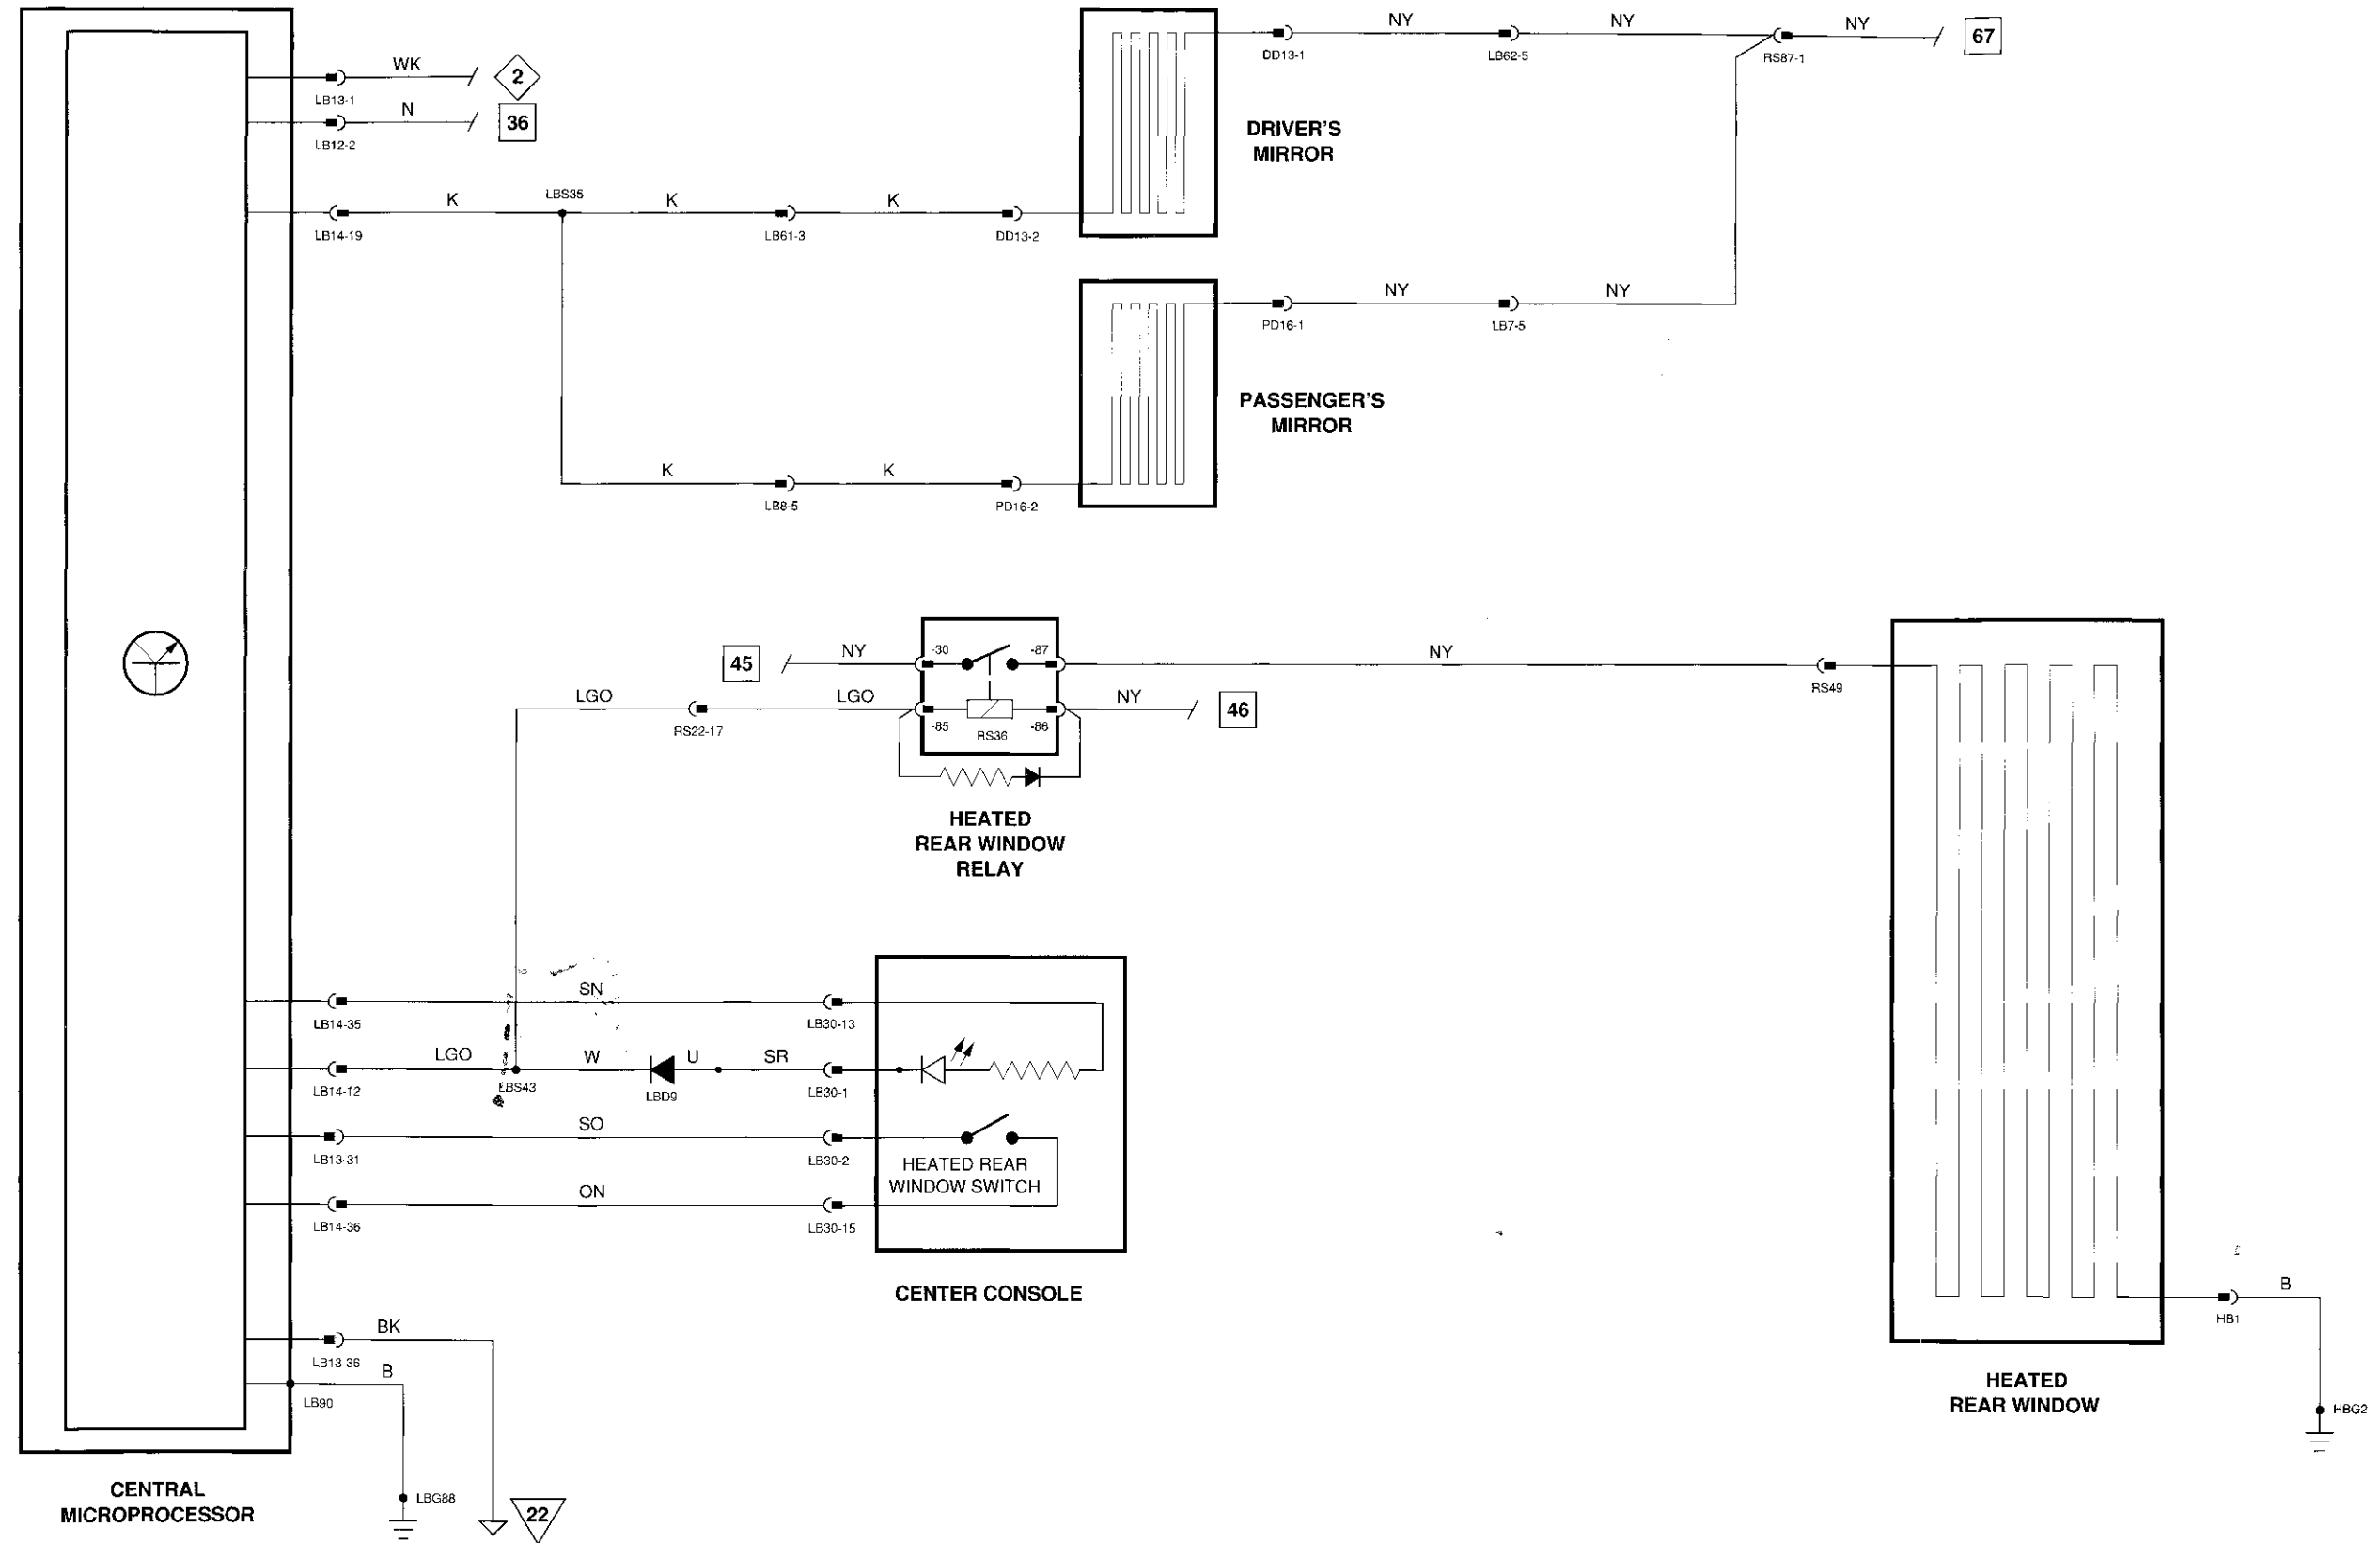 WK
2
LB13-1
N
36
LB12-2
K
LBS35
K
K
LB14-19
LB61-3
DD13-2
DRIVER'S
MIRROR
DD13-1
NY
LB62-5
NY
RS87-1
NY
67
PASSENGER'S
MIRROR
PD16-1
NY
LB7-5
NY
K
LB8-5
K
PD16-2
45
NY
-30
-87
NY
RS49
LGO
RS22-17
LGO
-85
RS36
-86
NY
46
HEATED
REAR WINDOW
RELAY
SN
LB14-35
LB30-13
LGO
LB14-12
LBS43
W
LBD9
U
SR
LB30-1
SO
LB13-31
LB30-2
HEATED REAR
WINDOW SWITCH
ON
LB14-36
LB30-15
CENTER CONSOLE
BK
LB13-36
B
LB90
LBG88
22
CENTRAL
MICROPROCESSOR
B
HB1
HBG2
HEATED
REAR WINDOW